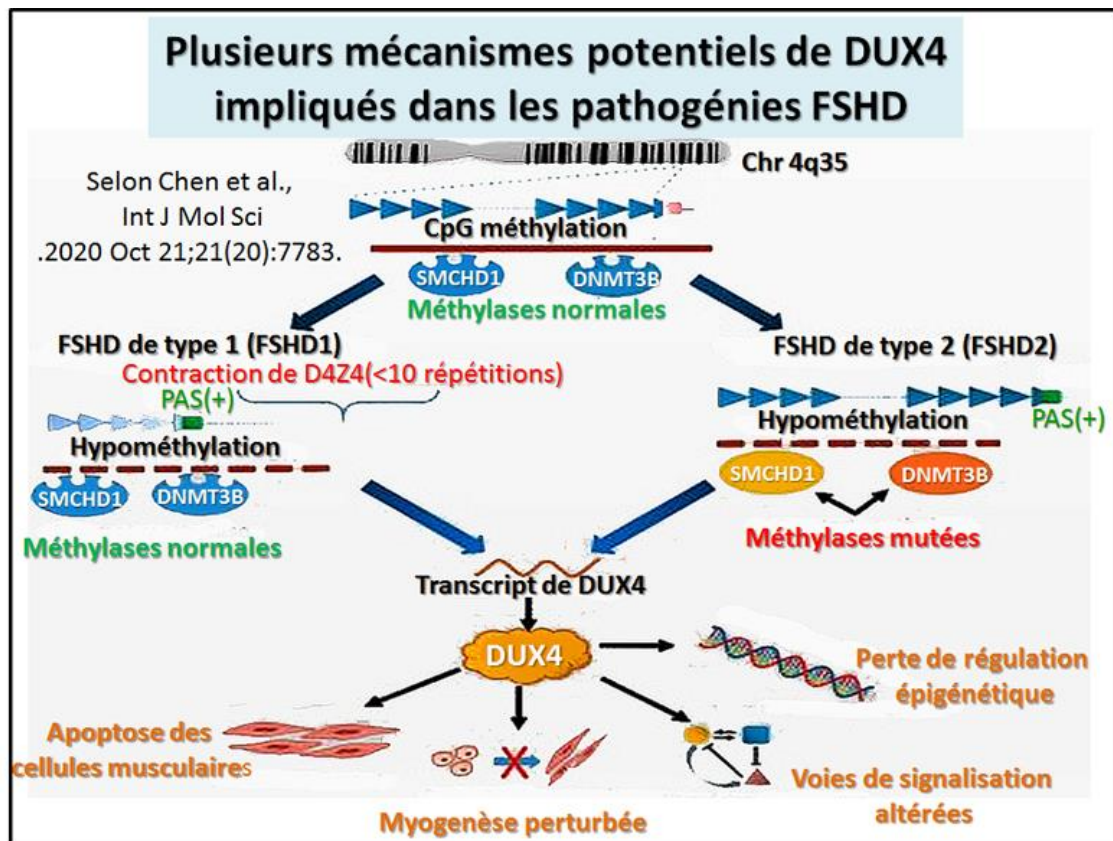 Plusieurs mécanismes potentiels de DUX4
impliqués dans les pathogénies FSHD
Chr 4q35
Selon Chen et al.,
Int J Mol Sci
.2020 Oct 21;21(20):7783.
CpG méthylation
SMCHD1
DNMT3B
Méthylases normales
FSHD de type 1 (FSHD1)
Contraction de D4Z4(<10 répétitions)
PAS(+)
Hypométhylation
SMCHD1
DNMT3B
Méthylases normales
FSHD de type 2 (FSHD2)
PAS(+)
Hypométhylation
SMCHD1
DNMT3B
Méthylases mutées
Transcript de DUX4
DUX4
Perte de régulation
épigénétique
Apoptose des
cellules musculaires
Myogenèse perturbée
Voies de signalisation
altérées